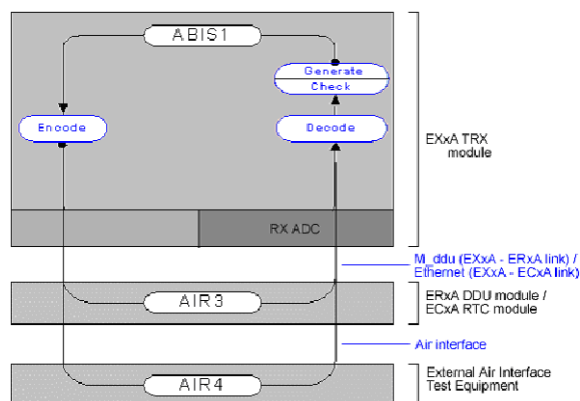 ABIS1
Generate
Check
Encode
Decode
EXxA TRX
module
RX ADC
M_ddu (EXxA - ERxA link) /
Ethernet (EXxA - ECxA link)
AIR3
ERxA DDU module /
ECxA RTC module
Air interface
AIR4
External Air Interface
Test Equipment